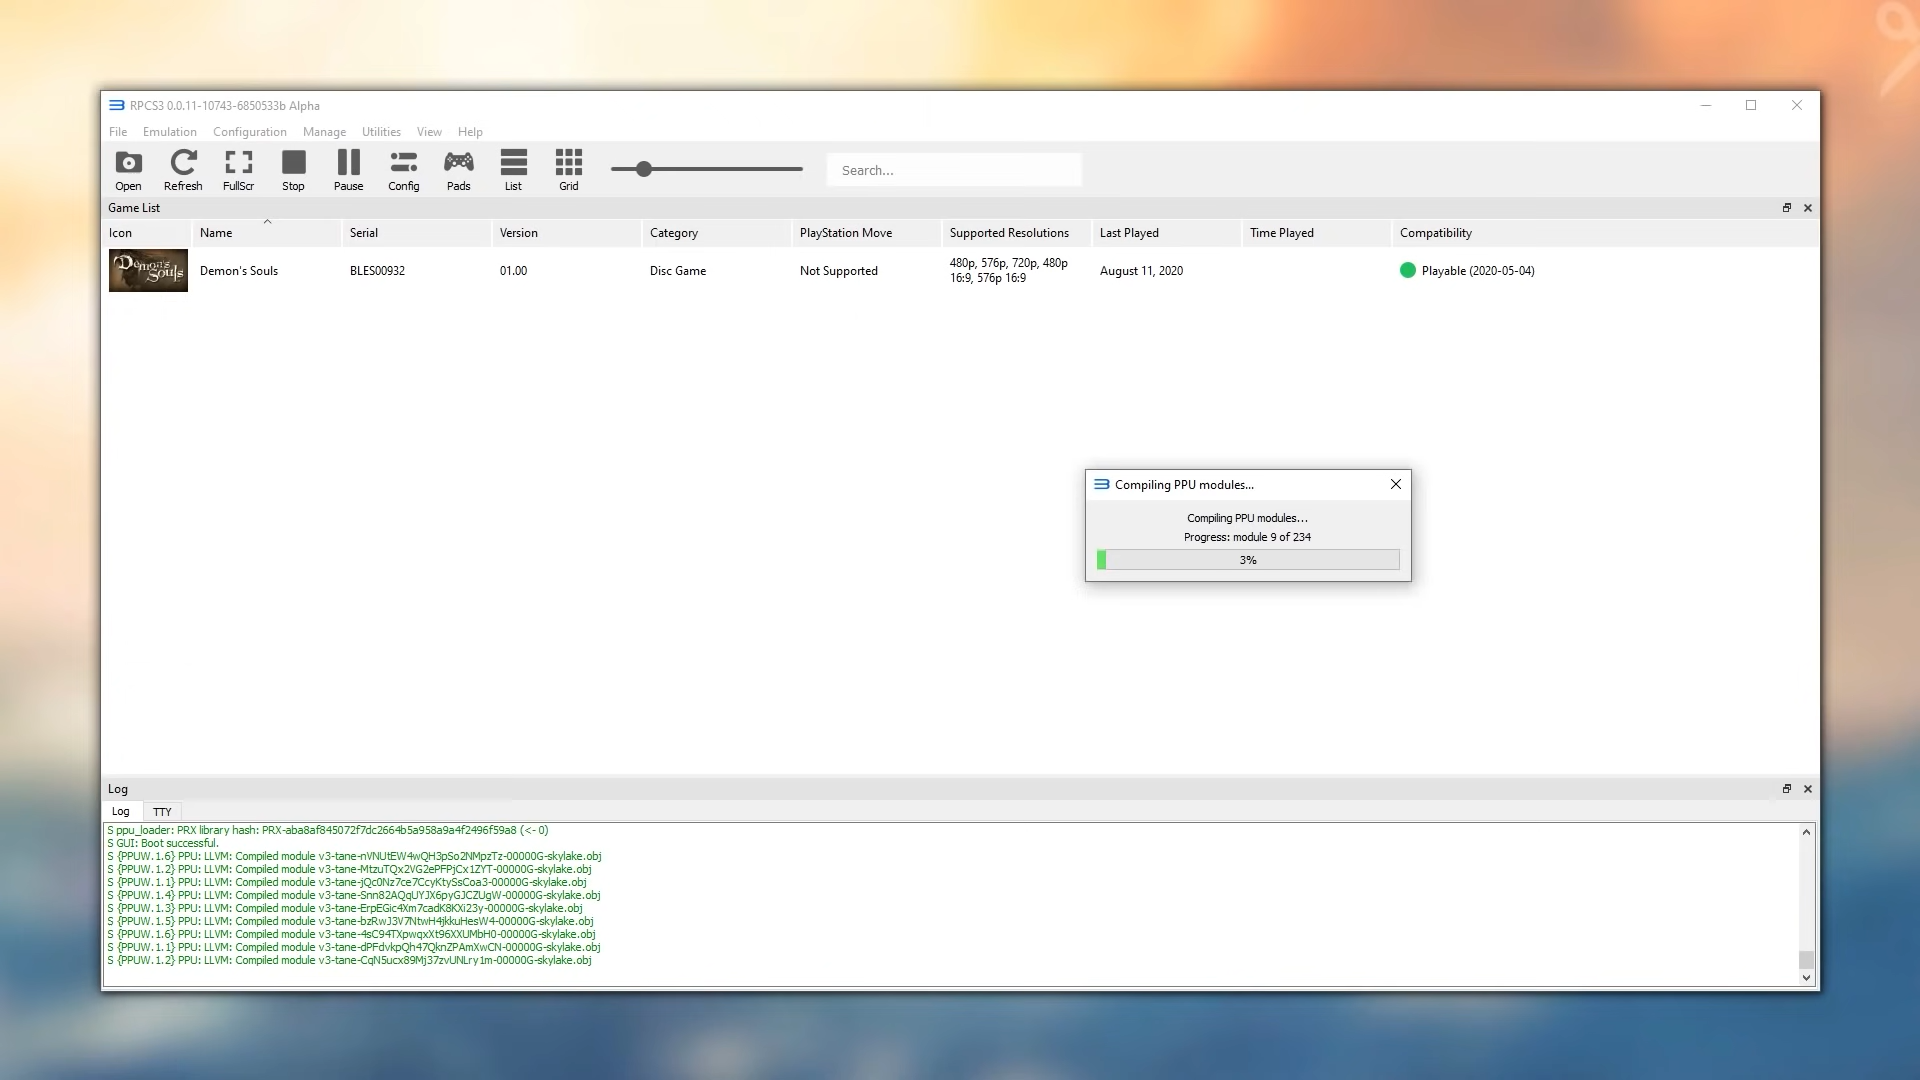 RPCS3 0.0.11-10743-6850533b Alpha
File Emulation Configuration Manage Utilities View Help
Open Refresh FullScr Stop Pause Config Pads List Grid
Search...
Game List
Icon Name Serial Version Category PlayStation Move Supported Resolutions Last Played Time Played Compatibility
Demon's Souls Demon's Souls BLES00932 01.00 Disc Game Not Supported 480p, 576p, 720p, 480p August 11, 2020 Playable (2020-05-04)
16:9, 576p 16:9
Compiling PPU modules...
Compiling PPU modules...
Progress: module 9 of 234
3%
Log
Log TTY
S ppu_loader: PRX library hash: PRX-aba8af845072f7dc2664b5a958a9a4f2496f59a8 (<- 0)
S GUI: Boot successful.
S {PPUW.1.6} PPU: LLVM: Compiled module v3-tane-nVNUtEW4wQH3pSo2NMpzTz-00000G-skylake.obj
S {PPUW.1.2} PPU: LLVM: Compiled module v3-tane-MtzuTQx2VG2ePFPjCx1ZYT-00000G-skylake.obj
S {PPUW.1.1} PPU: LLVM: Compiled module v3-tane-jQc0Nz7ce7CcyKtySsCoa3-00000G-skylake.obj
S {PPUW.1.4} PPU: LLVM: Compiled module v3-tane-Snn82AQqUYJX6pyGJCZUgW-00000G-skylake.obj
S {PPUW.1.3} PPU: LLVM: Compiled module v3-tane-ErpEGic4Xm7cadK8KXi23y-00000G-skylake.obj
S {PPUW.1.5} PPU: LLVM: Compiled module v3-tane-bzRwJ3V7NtwH4jkkuHesW4-00000G-skylake.obj
S {PPUW.1.6} PPU: LLVM: Compiled module v3-tane-4sC94TXpwqxXt96XXUMbH0-00000G-skylake.obj
S {PPUW.1.1} PPU: LLVM: Compiled module v3-tane-dPFdvkpQh47QknZPAmXwCN-00000G-skylake.obj
S {PPUW.1.2} PPU: LLVM: Compiled module v3-tane-CqN5ucx89Mj37zvUNLry1m-00000G-skylake.obj